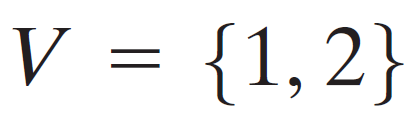 V = {1, 2}